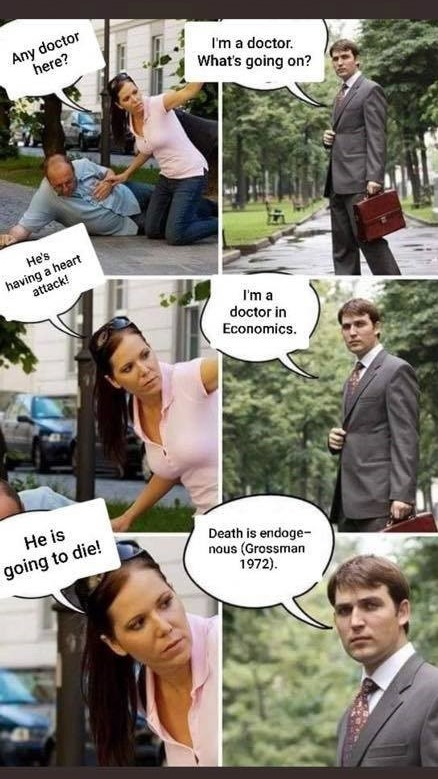 Any doctor
here?
I'm a doctor.
What's going on?
He's
having a heart
attack!
I'm a
doctor in
Economics.
He is
going to die!
Death is endoge–
nous (Grossman
1972).